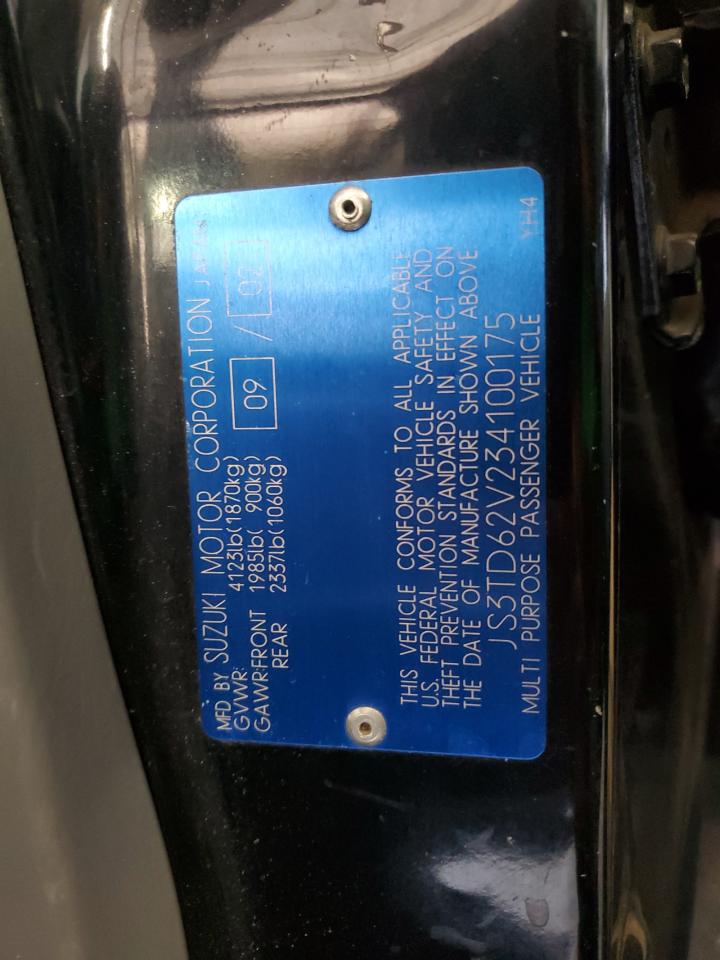 MFD BY SUZUKI MOTOR CORPORATION JAPAN
GVWR: 4123lb(1870kg)
GAWR:FRONT 1985lb( 900kg)
REAR 2337lb(1060kg)
09 / 02
THIS VEHICLE CONFORMS TO ALL APPLICABLE
U.S. FEDERAL MOTOR VEHICLE SAFETY AND
THEFT PREVENTION STANDARDS IN EFFECT ON
THE DATE OF MANUFACTURE SHOWN ABOVE
JS3TD62V234100175
MULTI PURPOSE PASSENGER VEHICLE YH4